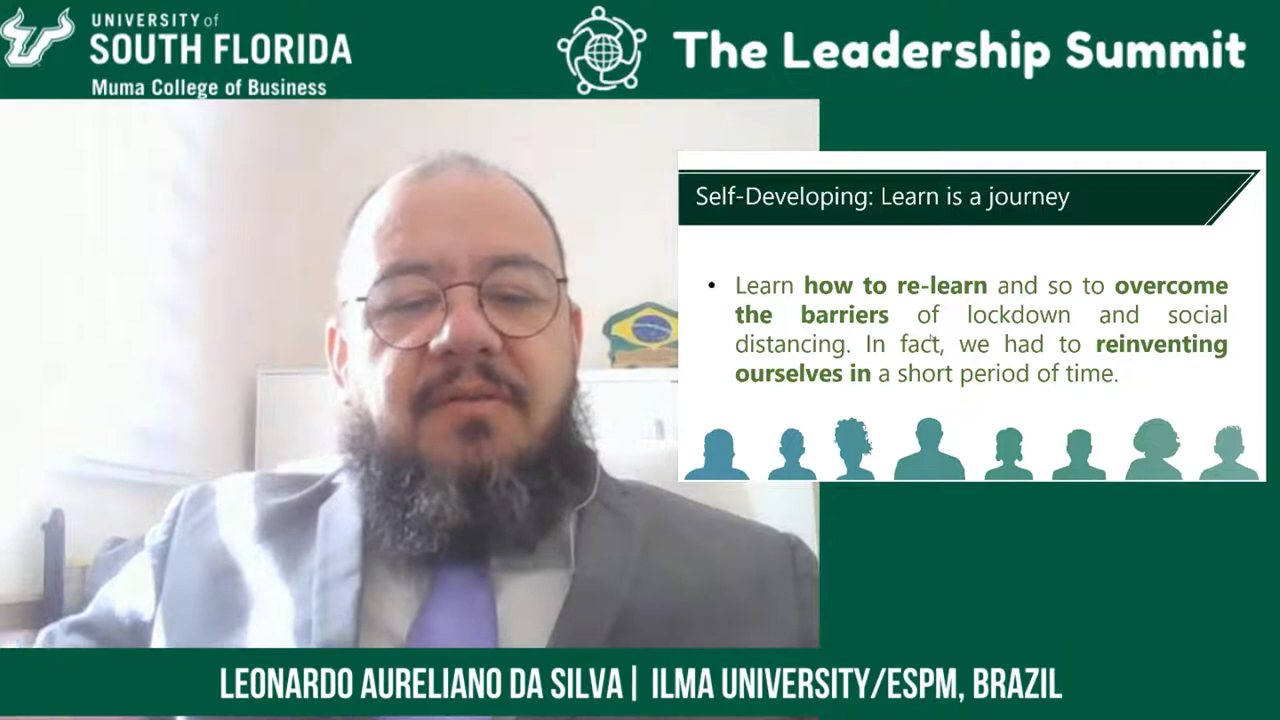 UNIVERSITY of
SOUTH FLORIDA
Muma College of Business
The Leadership Summit
Self-Developing: Learn is a journey
• Learn how to re-learn and so to overcome
the barriers of lockdown and social
distancing. In fact, we had to reinventing
ourselves in a short period of time.
LEONARDO AURELIANO DA SILVA| ILMA UNIVERSITY/ESPM, BRAZIL